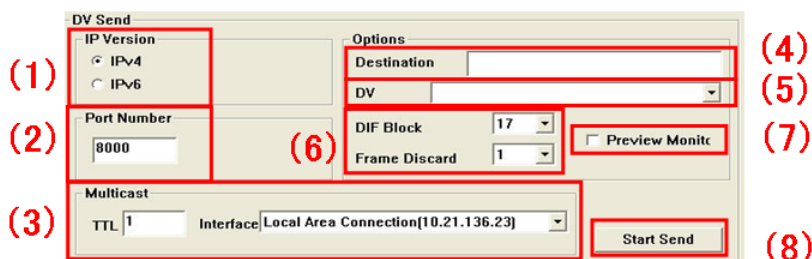 DV Send
IP Version
IPv4
IPv6
(1)
Port Number
8000
(2)
Multicast
TTL 1 Interface Local Area Connection(10.21.136.23)
(3)
Options
Destination
(4)
DV
(5)
DIF Block 17
Frame Discard 1
(6)
Preview Monitc
(7)
Start Send
(8)